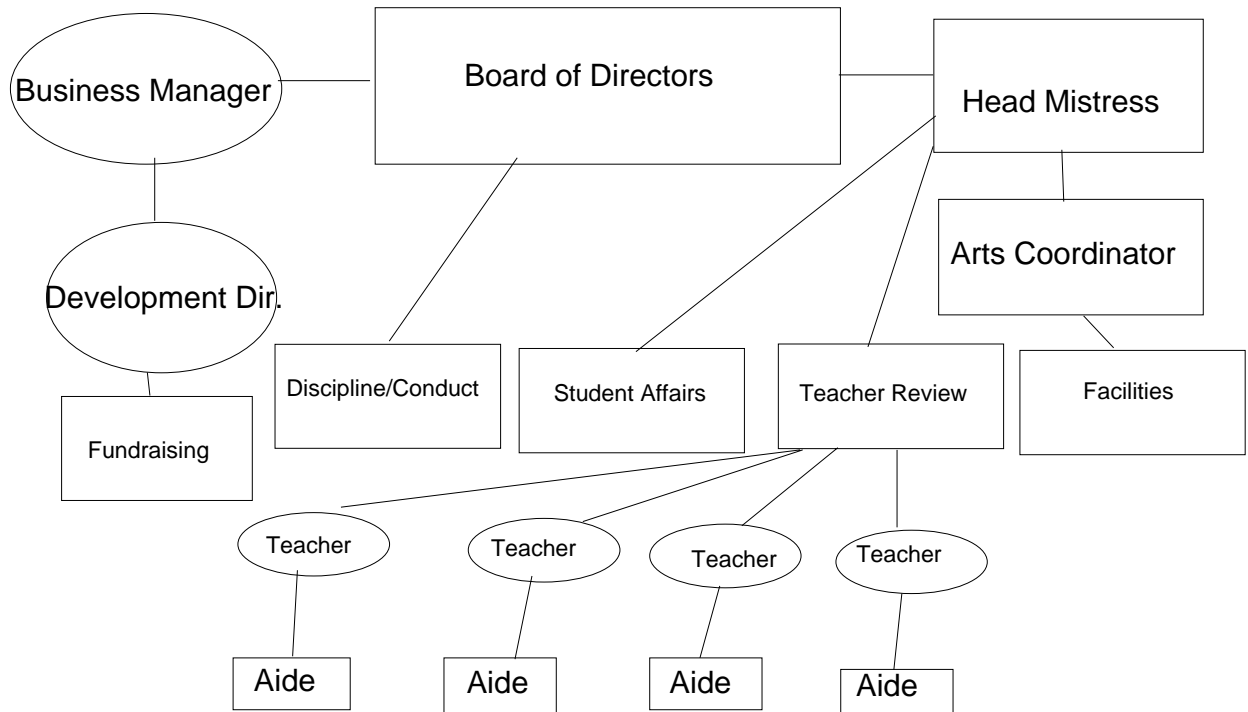 Business Manager
Board of Directors
Head Mistress
Development Dir.
Arts Coordinator
Discipline/Conduct
Student Affairs
Teacher Review
Facilities
Fundraising
Teacher
Teacher
Teacher
Teacher
Aide
Aide
Aide
Aide